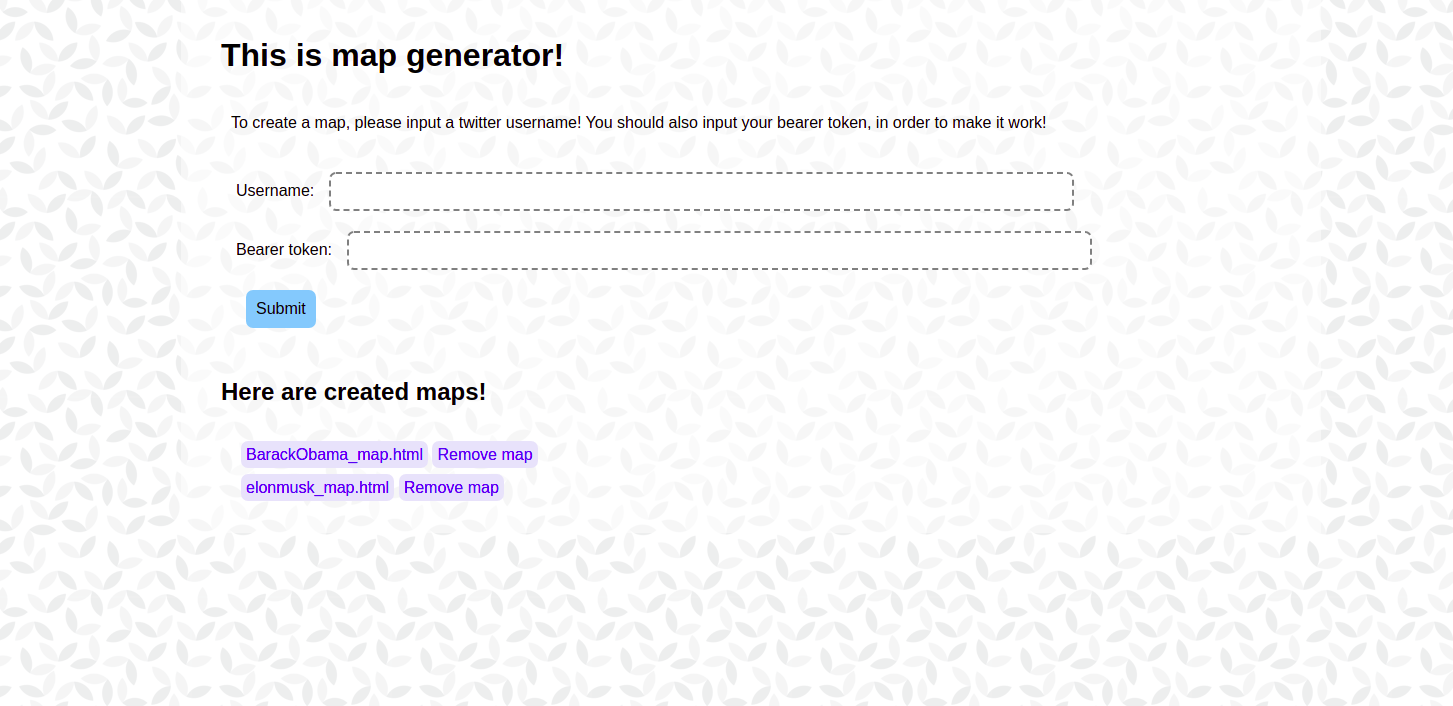 This is map generator!
To create a map, please input a twitter username! You should also input your bearer token, in order to make it work!
Username:
Bearer token:
Submit
Here are created maps!
BarackObama_map.html Remove map
elonmusk_map.html Remove map